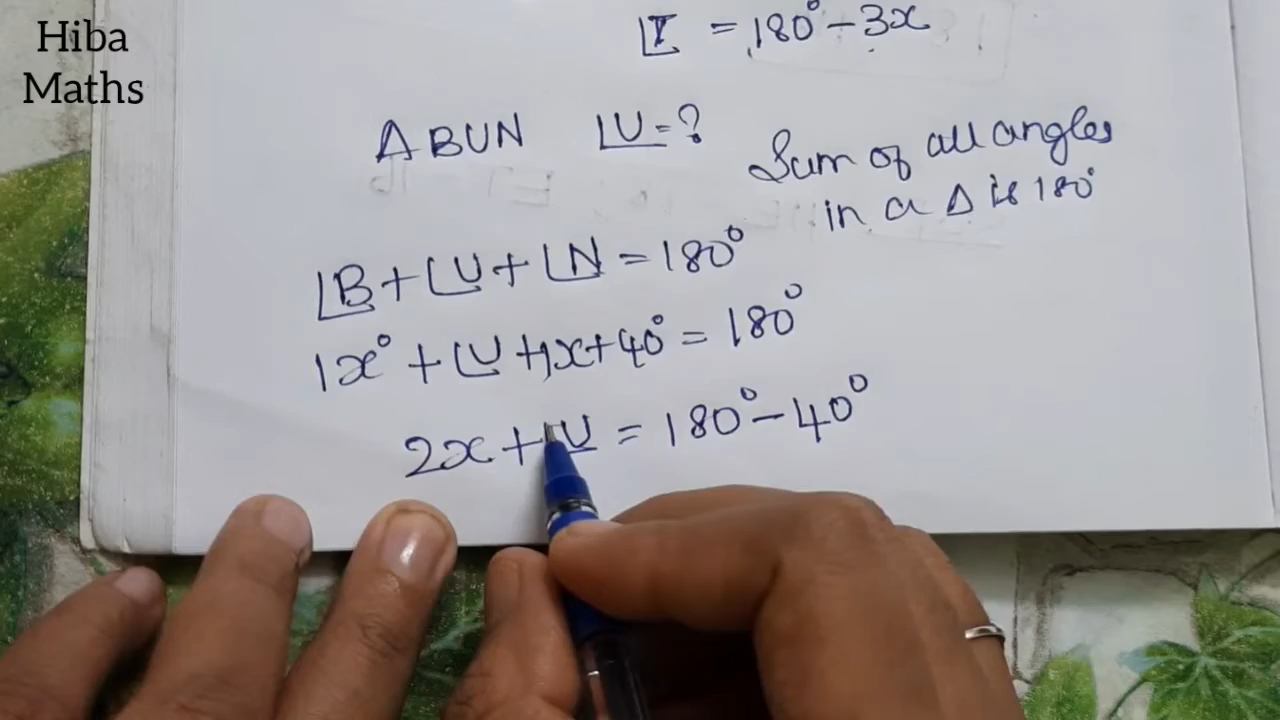 Hiba
Maths
∠I = 180° - 3x
Δ BUN ∠U = ?
Sum of all angles
in a Δ is 180°
∠B + ∠U + ∠N = 180°
1x° + ∠U + 1x + 40° = 180°
2x + ∠U = 180° - 40°